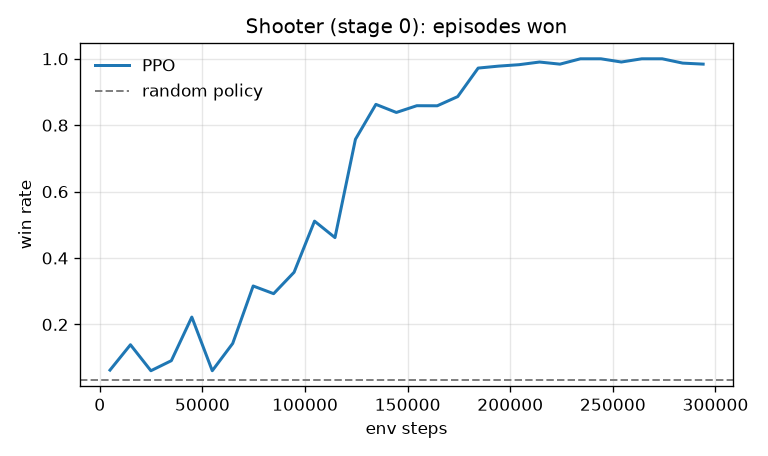 Shooter (stage 0): episodes won
PPO
random policy
win rate
1.0
0.8
0.6
0.4
0.2
0
50000
100000
150000
200000
250000
300000
env steps